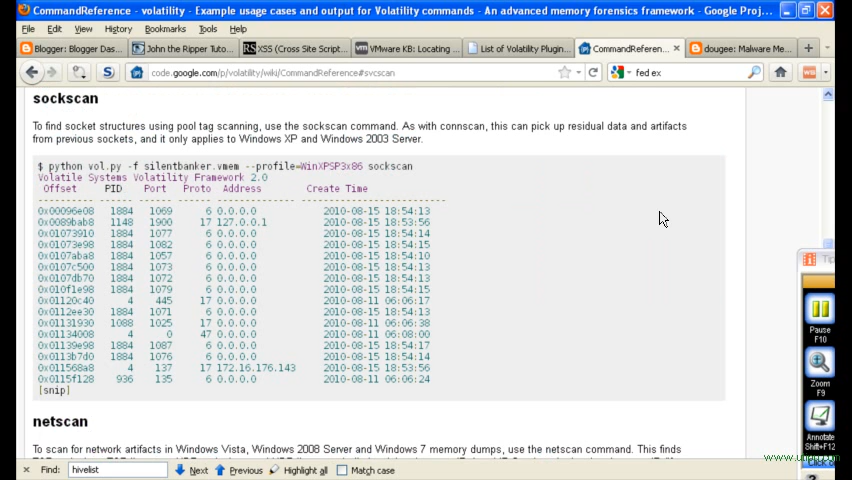 CommandReference - volatility - Example usage cases and output for Volatility commands - An advanced memory forensics framework - Google Proj...
File Edit View History Bookmarks Tools Help
Blogger: Blogger Das... John the Ripper Tuto... XSS (Cross Site Script... VMware KB: Locating ... List of Volatility Plugin... CommandReferen... dougee: Malware Me...
code.google.com/p/volatility/wiki/CommandReference#svcscan fed ex
sockscan
To find socket structures using pool tag scanning, use the sockscan command. As with connscan, this can pick up residual data and artifacts
from previous sockets, and it only applies to Windows XP and Windows 2003 Server.
$ python vol.py -f silentbanker.vmem --profile=WinXPSP3x86 sockscan
Volatile Systems Volatility Framework 2.0
Offset PID Port Proto Address Create Time
---------- ------ ------ ------ -------------- --------------------------
0x00096e08 1884 1069 6 0.0.0.0 2010-08-15 18:54:13
0x0089bab8 1148 1900 17 127.0.0.1 2010-08-15 18:53:56
0x01073910 1884 1077 6 0.0.0.0 2010-08-15 18:54:14
0x01073e98 1884 1082 6 0.0.0.0 2010-08-15 18:54:15
0x0107aba8 1884 1057 6 0.0.0.0 2010-08-15 18:54:10
0x0107c500 1884 1073 6 0.0.0.0 2010-08-15 18:54:13
0x0107db70 1884 1072 6 0.0.0.0 2010-08-15 18:54:13
0x010f1e98 1884 1079 6 0.0.0.0 2010-08-15 18:54:15
0x01120c40 4 445 17 0.0.0.0 2010-08-11 06:06:17
0x0112ee30 1884 1071 6 0.0.0.0 2010-08-15 18:54:13
0x01131930 1088 1025 17 0.0.0.0 2010-08-11 06:06:38
0x01134008 4 0 47 0.0.0.0 2010-08-11 06:08:00
0x01139e98 1884 1087 6 0.0.0.0 2010-08-15 18:54:17
0x0113b7d0 1884 1076 6 0.0.0.0 2010-08-15 18:54:14
0x011568a8 4 137 17 172.16.176.143 2010-08-15 18:53:56
0x0115f128 936 135 6 0.0.0.0 2010-08-11 06:06:24
[snip]
netscan
To scan for network artifacts in Windows Vista, Windows 2008 Server and Windows 7 memory dumps, use the netscan command. This finds
Find: hivelist Next Previous Highlight all Match case
Tip
Pause
F10
Zoom
F9
Annotate
Shift+F12